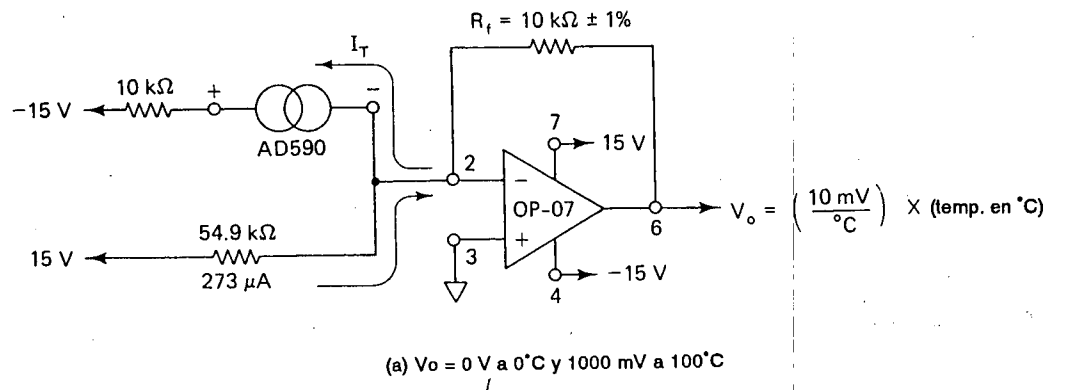 R_f = 10 kΩ ± 1%
I_T
10 kΩ
−15 V
+
−
AD590
2
7
15 V
−
OP-07
+
3
6
V_o = ( 10 mV / °C ) X (temp. en °C)
4
−15 V
54.9 kΩ
15 V
273 μA
(a) Vo = 0 V a 0°C y 1000 mV a 100°C